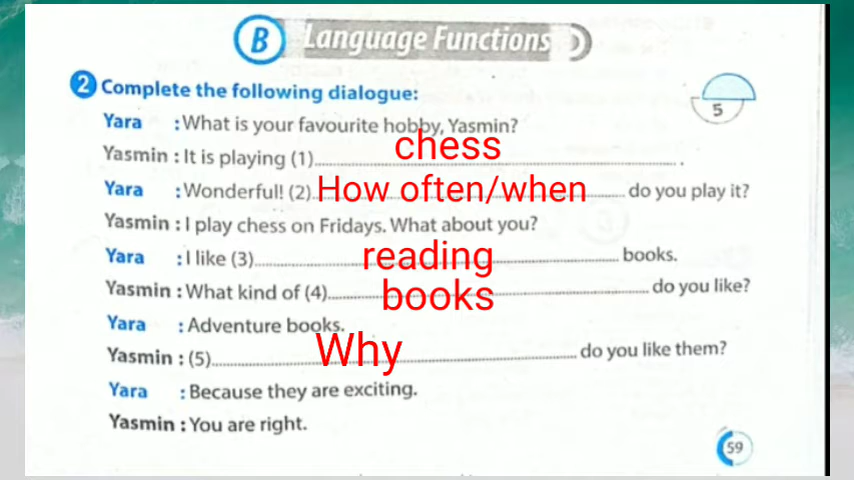 B Language Functions
2 Complete the following dialogue:
5
Yara : What is your favourite hobby, Yasmin?
Yasmin : It is playing (1) chess .
Yara : Wonderful! (2) How often/when do you play it?
Yasmin : I play chess on Fridays. What about you?
Yara : I like (3) reading books.
Yasmin : What kind of (4) books do you like?
Yara : Adventure books.
Yasmin : (5) Why do you like them?
Yara : Because they are exciting.
Yasmin : You are right.
59